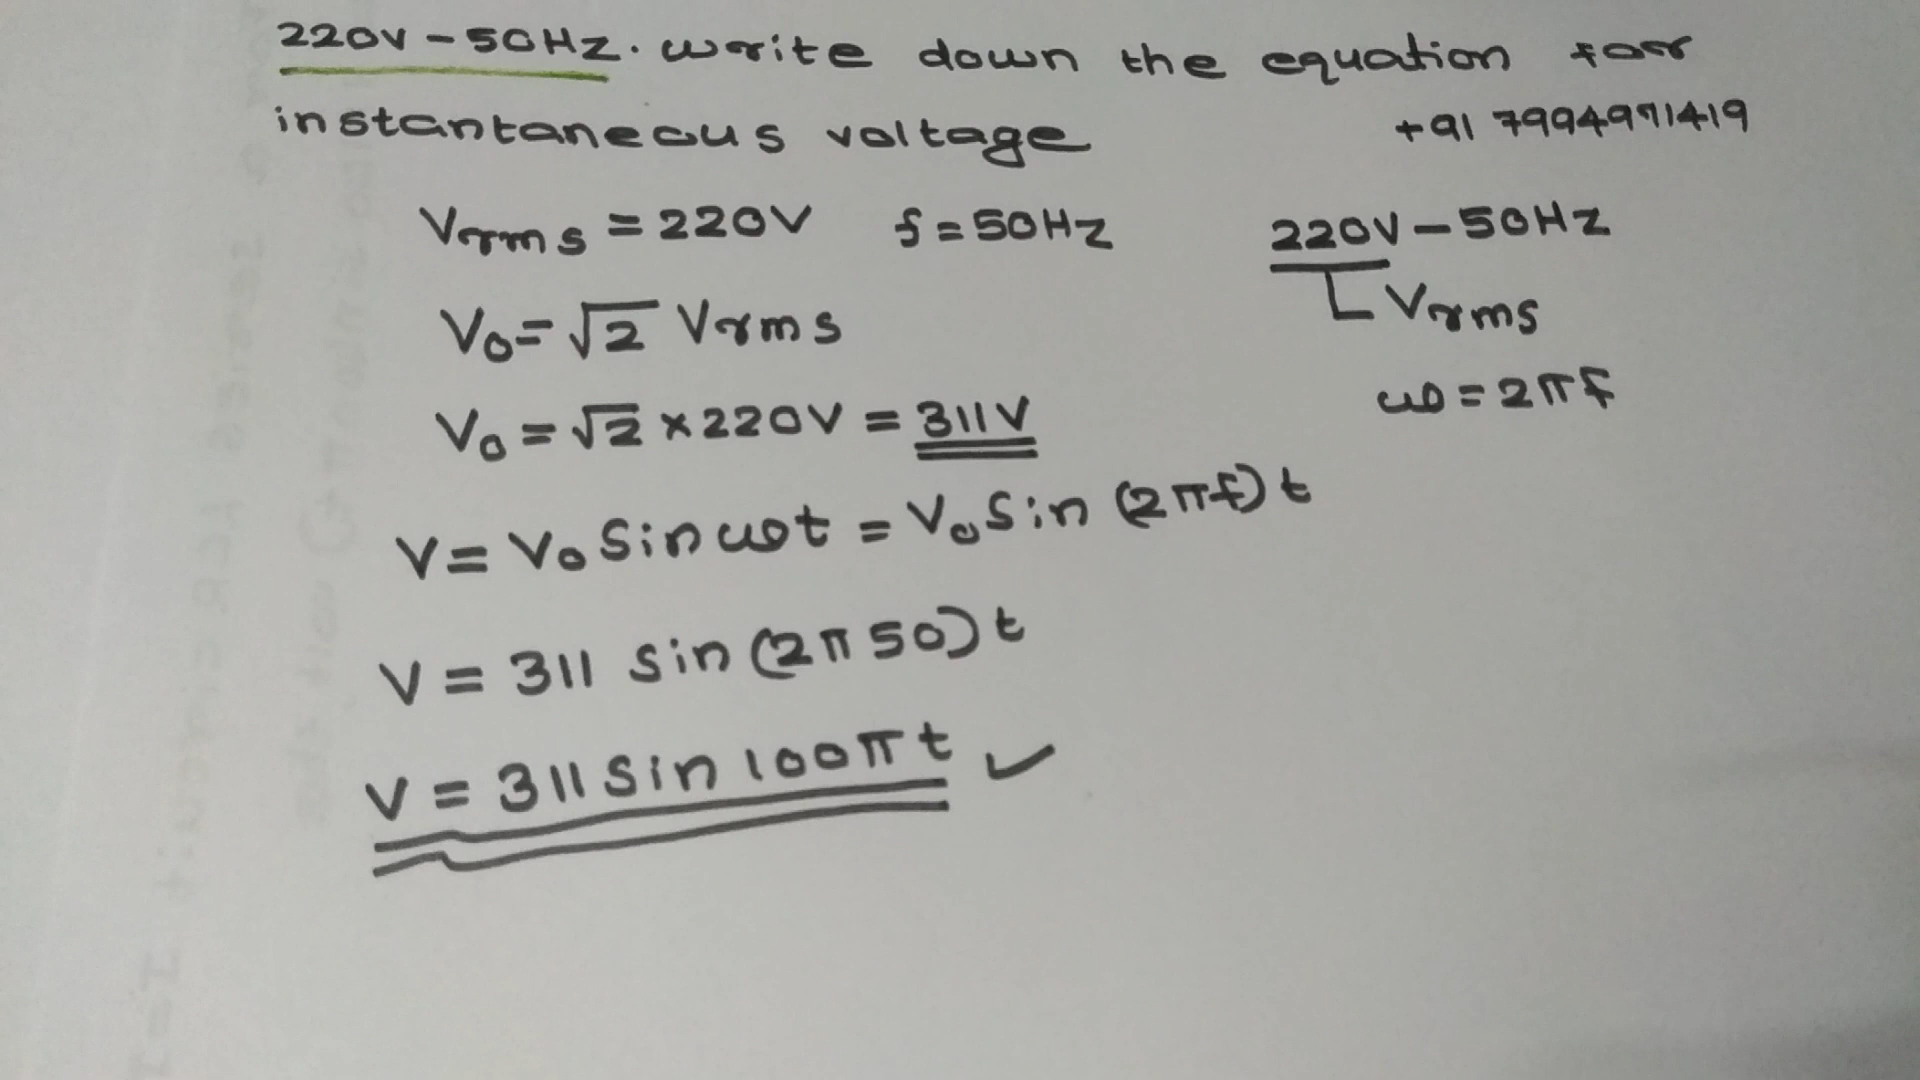 220V - 50Hz. write down the equation for
instantaneous voltage
+91 7994971419
Vrms = 220V f = 50Hz
220V - 50Hz
Vrms
V₀ = √2 Vrms
ω = 2πf
V₀ = √2 × 220V = 311V
V = V₀ Sin ωt = V₀ Sin (2πf) t
V = 311 Sin (2π 50) t
V = 311 Sin 100πt ✓